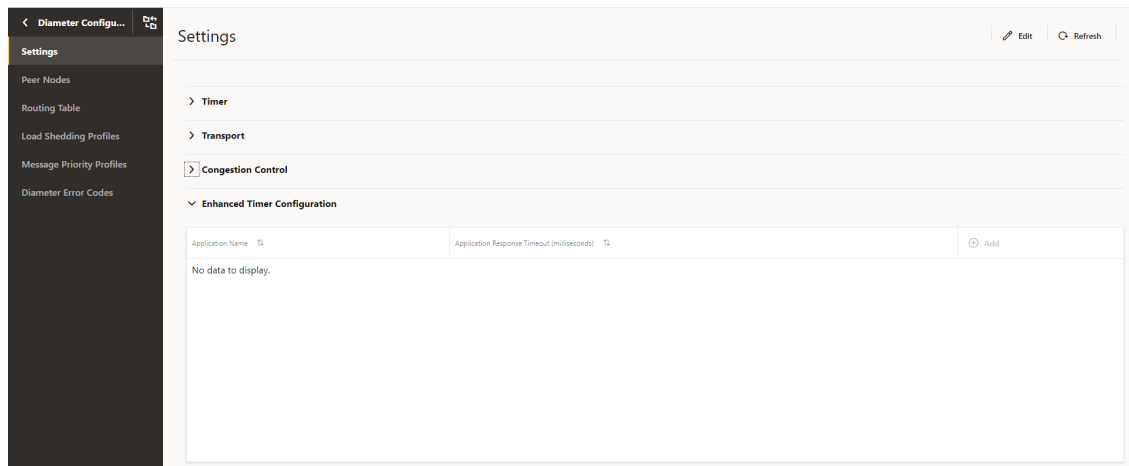 Diameter Configu...
Settings
Peer Nodes
Routing Table
Load Shedding Profiles
Message Priority Profiles
Diameter Error Codes
Settings
Edit
Refresh
Timer
Transport
Congestion Control
Enhanced Timer Configuration
Application Name
Application Response Timeout (milliseconds)
Add
No data to display.